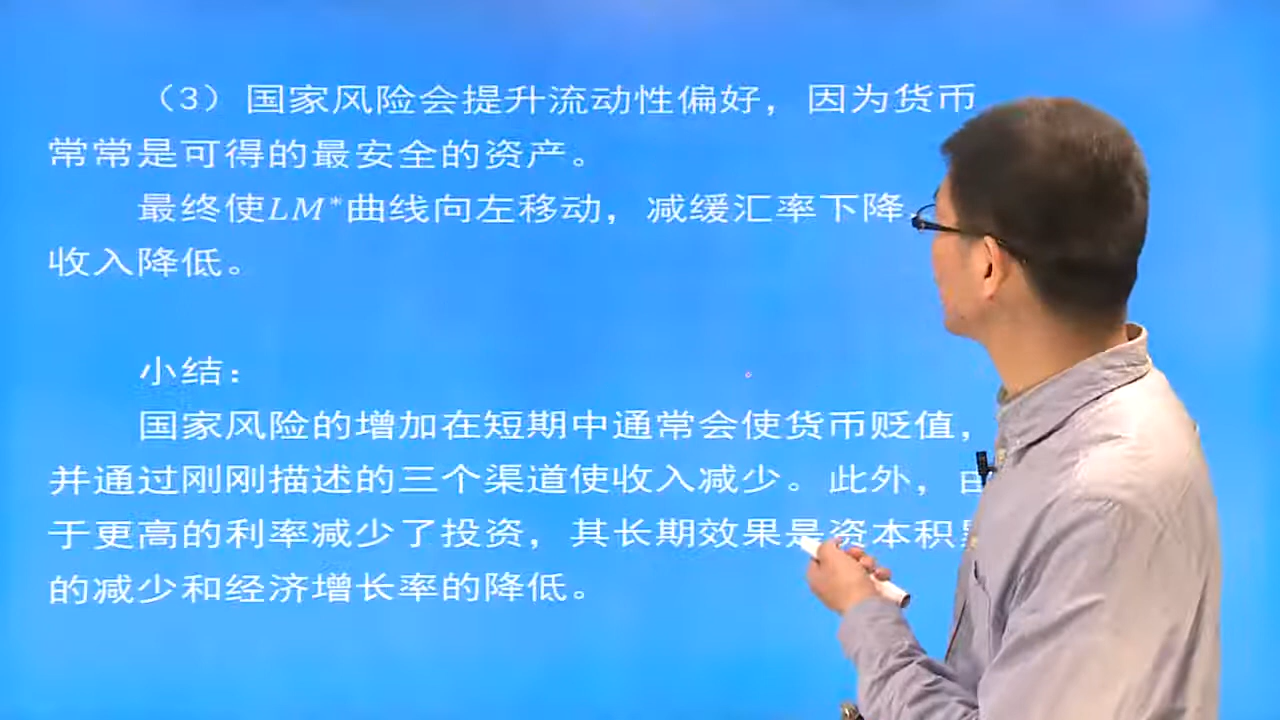 （3）国家风险会提升流动性偏好，因为货币
常常是可得的最安全的资产。
最终使LM*曲线向左移动，减缓汇率下降，
收入降低。
小结：
国家风险的增加在短期中通常会使货币贬值，
并通过刚刚描述的三个渠道使收入减少。此外，由
于更高的利率减少了投资，其长期效果是资本积累
的减少和经济增长率的降低。